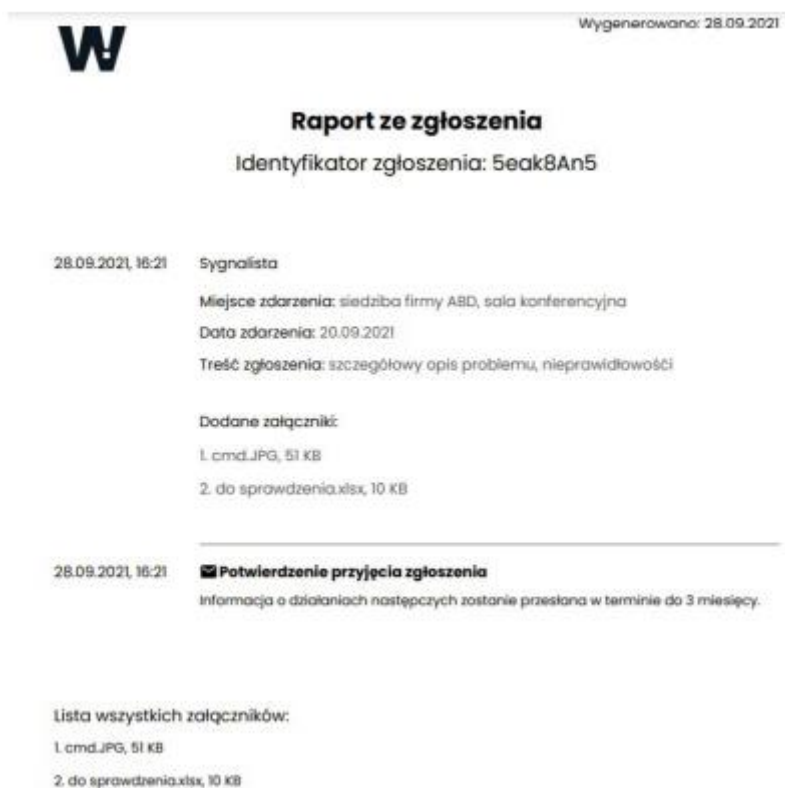 Wygenerowano: 28.09.2021
W!
Raport ze zgłoszenia
Identyfikator zgłoszenia: 5eak8An5
28.09.2021, 16:21 Sygnalista
Miejsce zdarzenia: siedziba firmy ABD, sala konferencyjna
Data zdarzenia: 20.09.2021
Treść zgłoszenia: szczegółowy opis problemu, nieprawidłowośći
Dodane załączniki:
1. cmd.JPG, 51 KB
2. do sprawdzenia.xlsx, 10 KB
28.09.2021, 16:21 Potwierdzenie przyjęcia zgłoszenia
Informacja o działaniach następczych zostanie przesłana w terminie do 3 miesięcy.
Lista wszystkich załączników:
1. cmd.JPG, 51 KB
2. do sprawdzenia.xlsx, 10 KB